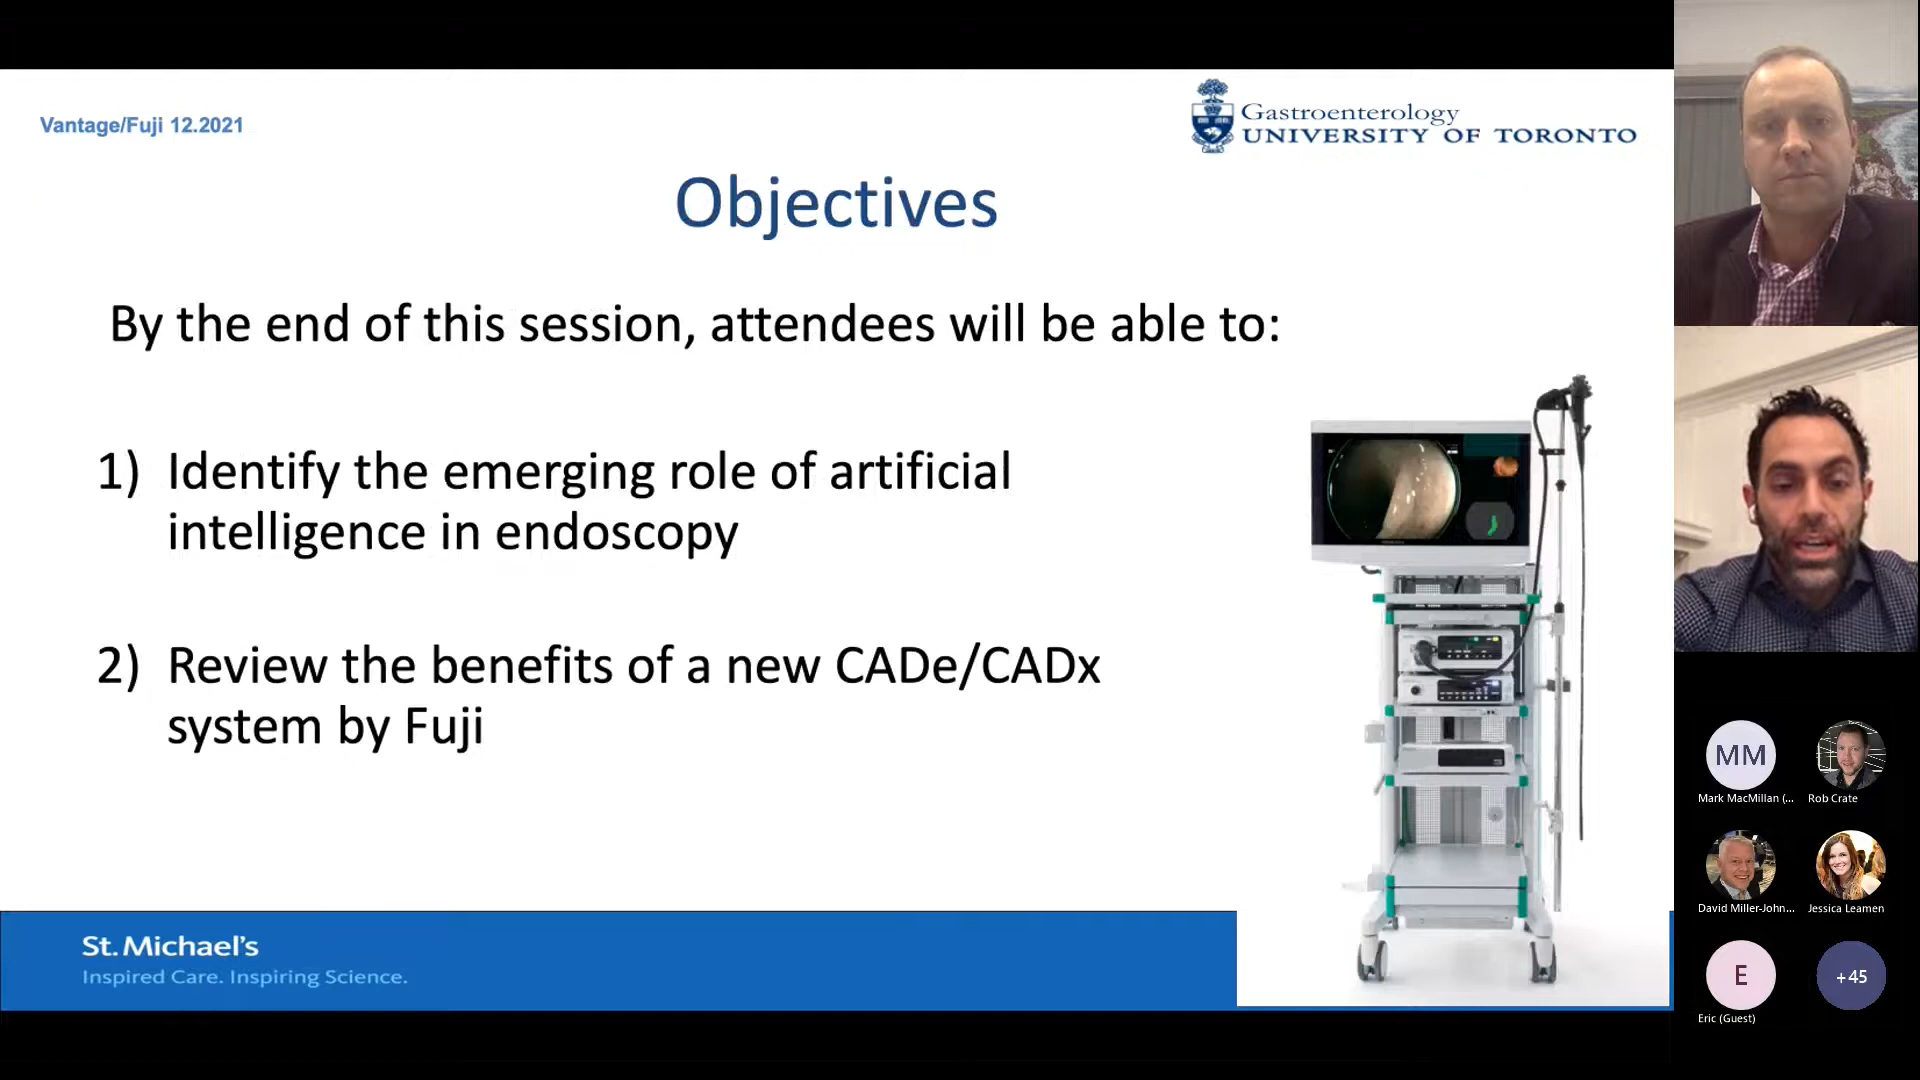 Vantage/Fuji 12.2021
Gastroenterology
UNIVERSITY OF TORONTO
Objectives
By the end of this session, attendees will be able to:
1) Identify the emerging role of artificial
intelligence in endoscopy
2) Review the benefits of a new CADe/CADx
system by Fuji
St. Michael's
Inspired Care. Inspiring Science.
MM
Mark MacMillan (...
Rob Crate
David Miller-John...
Jessica Leamen
E
+45
Eric (Guest)